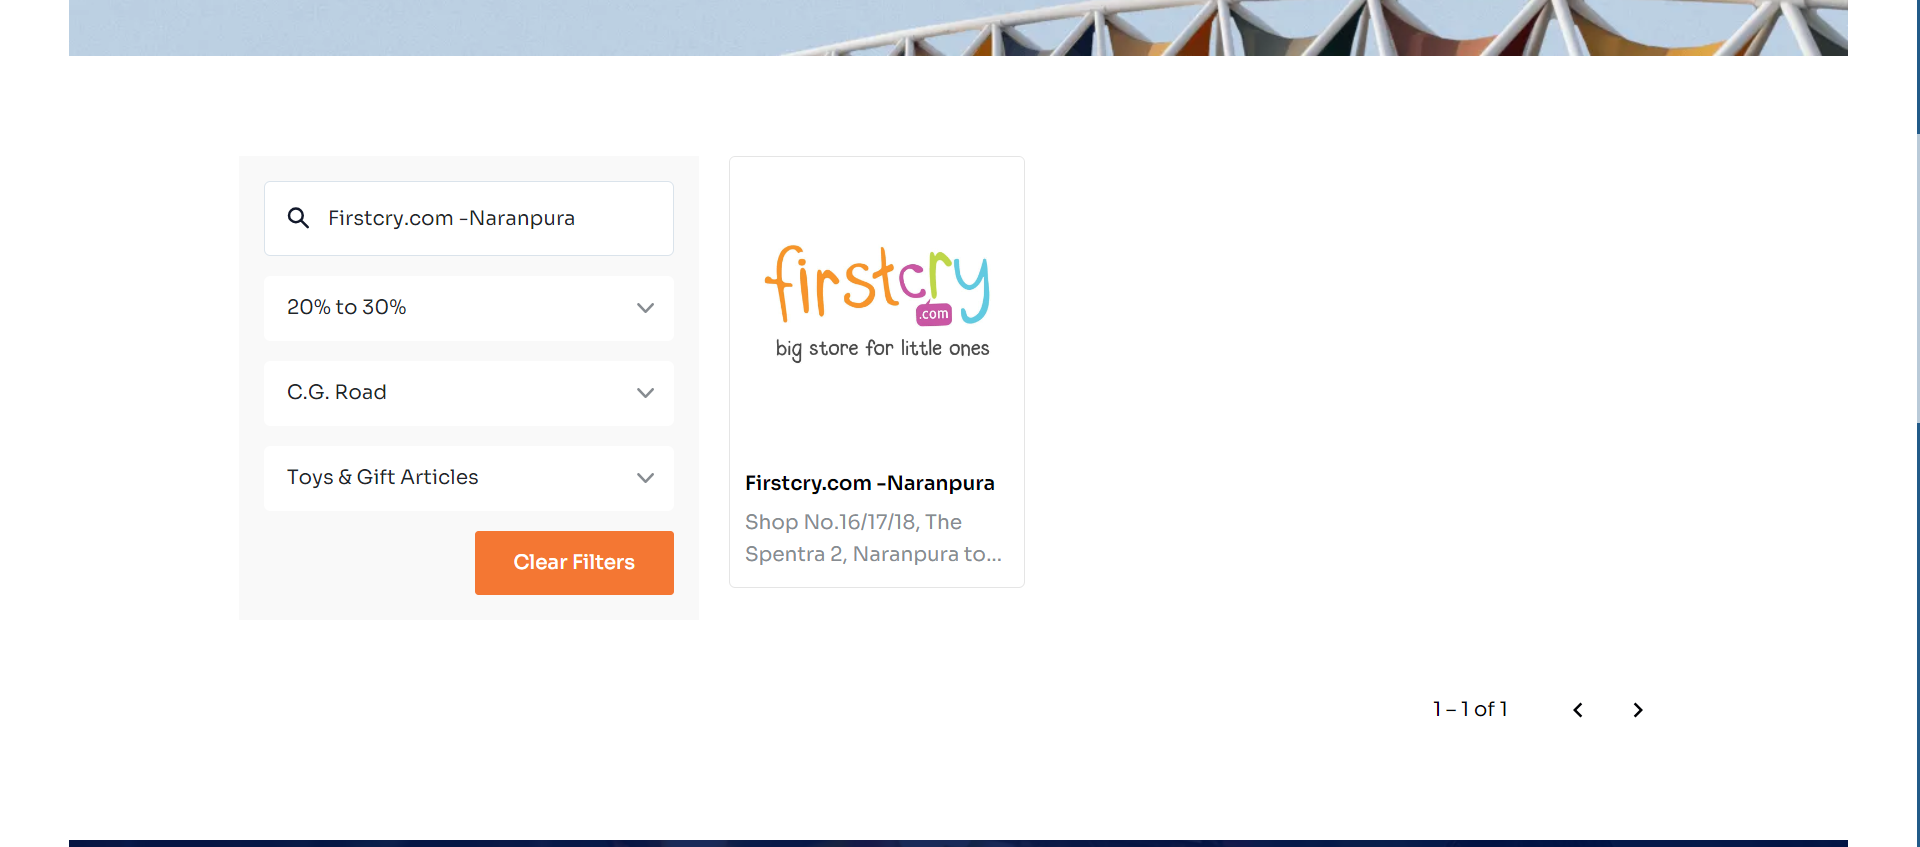 Firstcry.com -Naranpura
20% to 30%
C.G. Road
Toys & Gift Articles
Clear Filters
firstcry
.com
big store for little ones
Firstcry.com -Naranpura
Shop No.16/17/18, The
Spentra 2, Naranpura to...
1 – 1 of 1